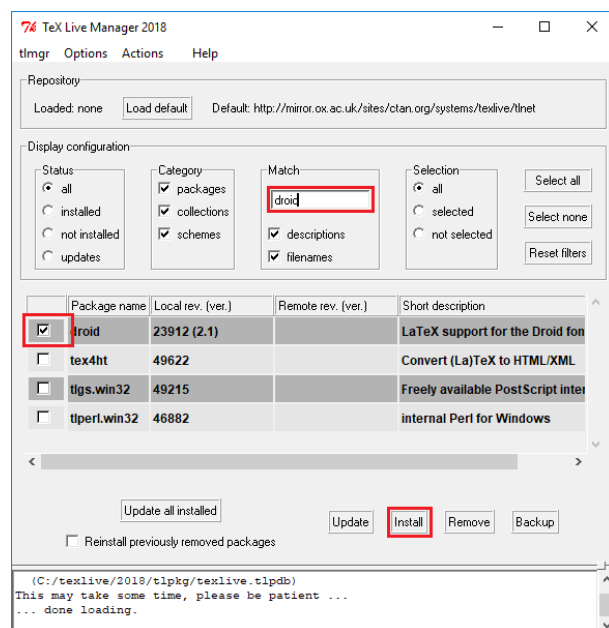 TeX Live Manager 2018
tlmgr Options Actions Help
Repository
Loaded: none Load default Default: http://mirror.ox.ac.uk/sites/ctan.org/systems/texlive/tlnet
Display configuration
Status Category Match Selection
all packages droid all Select all
installed collections selected Select none
not installed schemes descriptions not selected
updates filenames Reset filters
Package name Local rev. (ver.) Remote rev. (ver.) Short description
droid 23912 (2.1) LaTeX support for the Droid fon
tex4ht 49622 Convert (La)TeX to HTML/XML
tlgs.win32 49215 Freely available PostScript inter
tlperl.win32 46882 internal Perl for Windows
Update all installed
Update Install Remove Backup
Reinstall previously removed packages
(C:/texlive/2018/tlpkg/texlive.tlpdb)
This may take some time, please be patient ...
... done loading.